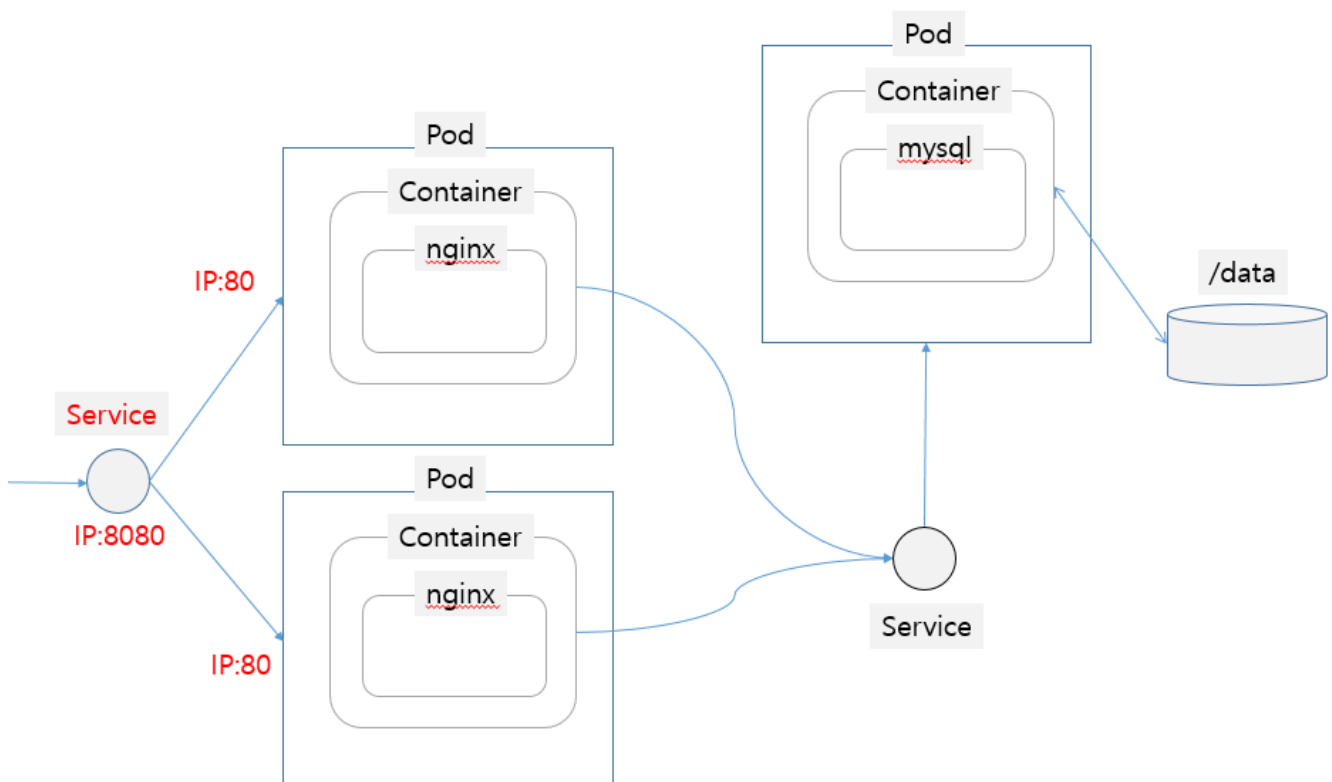 Pod
Container
mysql
/data
Pod
Container
nginx
IP:80
Service
IP:8080
Pod
Container
nginx
IP:80
Service